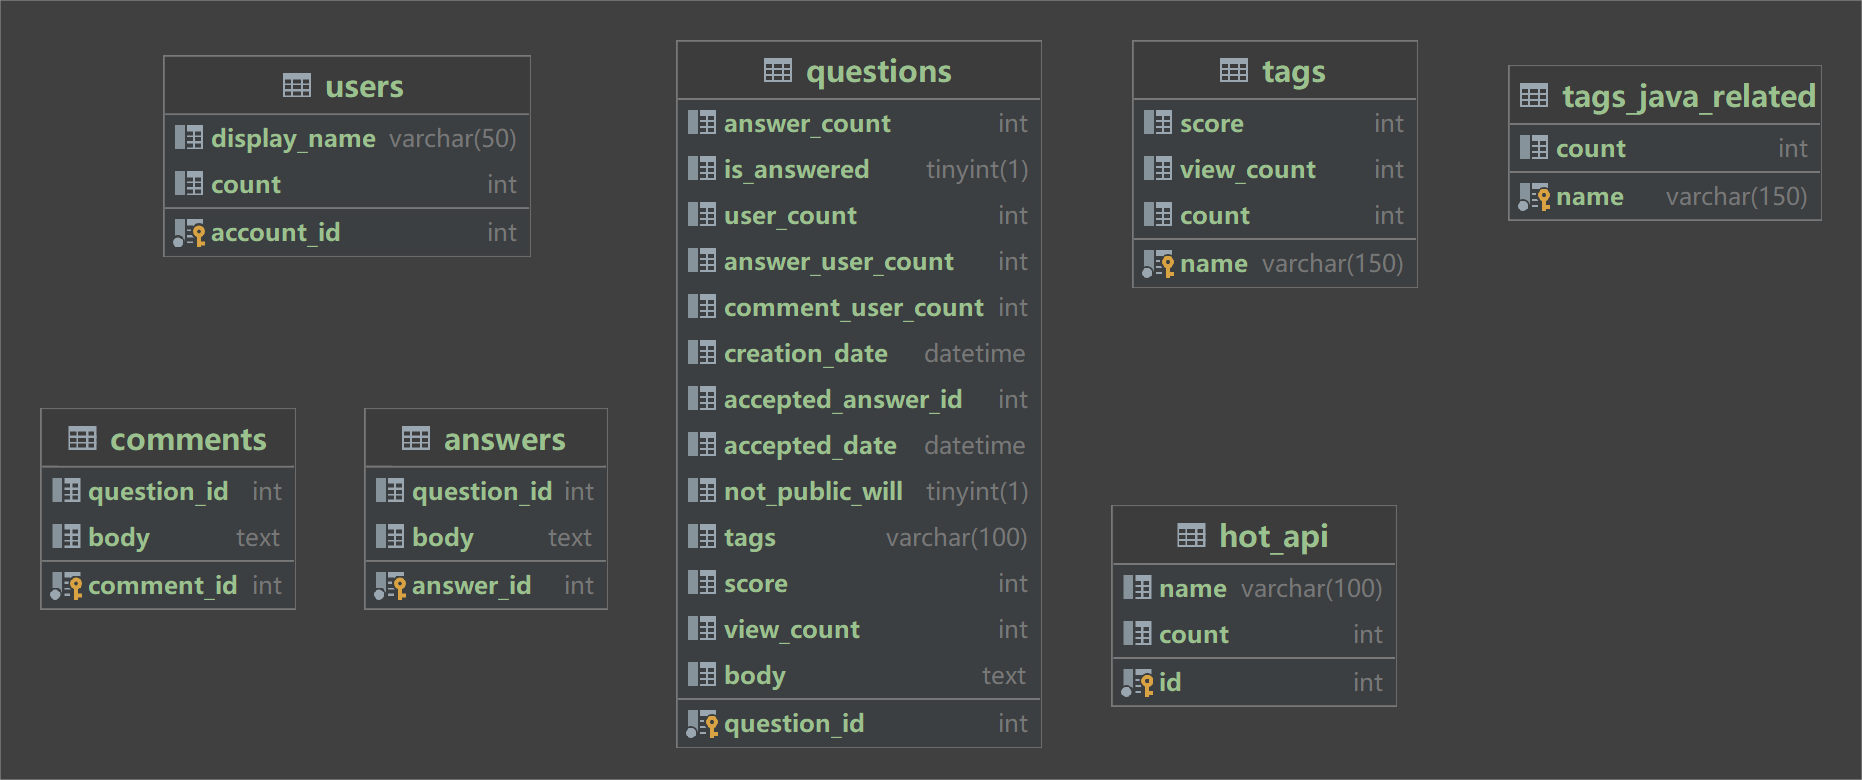 users
display_name varchar(50)
count int
account_id int
questions
answer_count int
is_answered tinyint(1)
user_count int
answer_user_count int
comment_user_count int
creation_date datetime
accepted_answer_id int
accepted_date datetime
not_public_will tinyint(1)
tags varchar(100)
score int
view_count int
body text
question_id int
tags
score int
view_count int
count int
name varchar(150)
tags_java_related
count int
name varchar(150)
comments
question_id int
body text
comment_id int
answers
question_id int
body text
answer_id int
hot_api
name varchar(100)
count int
id int